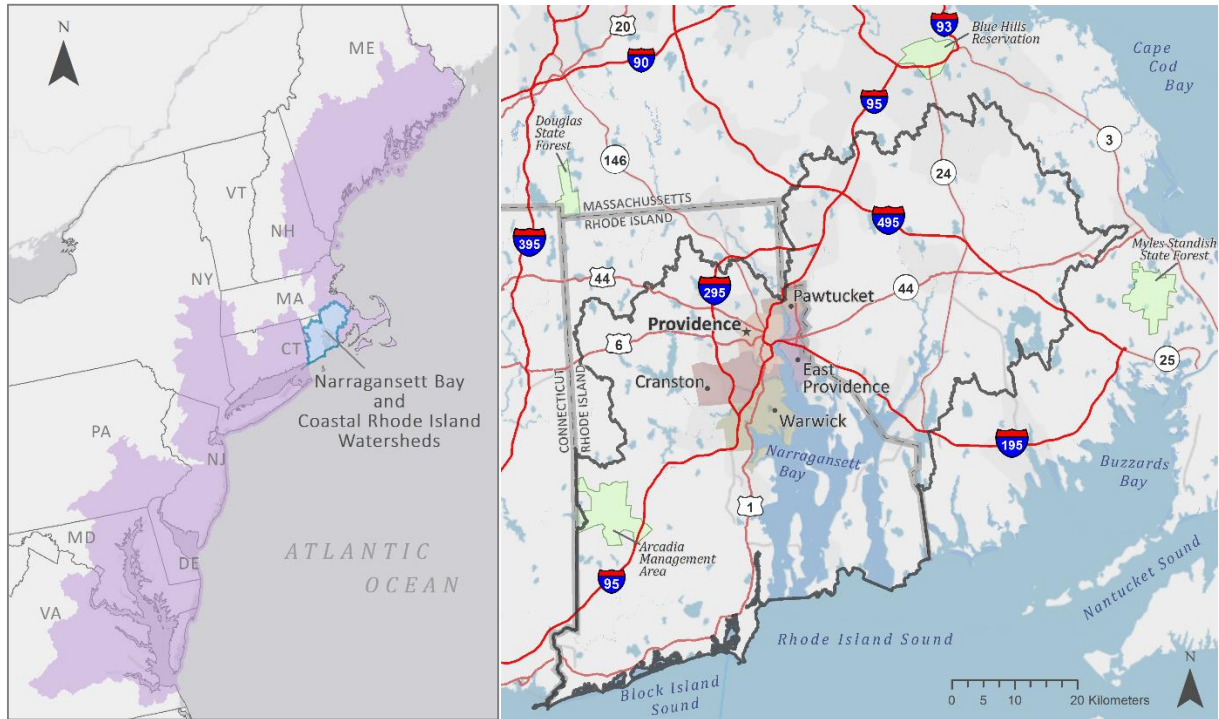 N
ME
VT
NH
NY
MA
CT
Narragansett Bay
and
Coastal Rhode Island
Watersheds
PA
NJ
MD
DE
VA
ATLANTIC
OCEAN
20
93
Blue Hills
Reservation
90
95
Cape
Cod
Bay
Douglas
State
Forest
146
3
24
MASSACHUSETTS
RHODE ISLAND
395
495
Myles Standish
State Forest
44
295
44
Pawtucket
Providence
6
25
CONNECTICUT
RHODE ISLAND
Cranston
East
Providence
Warwick
195
Narragansett
Bay
Buzzards
Bay
1
Arcadia
Management
Area
95
Nantucket Sound
Rhode Island Sound
Block Island
Sound
N
0 5 10 20 Kilometers